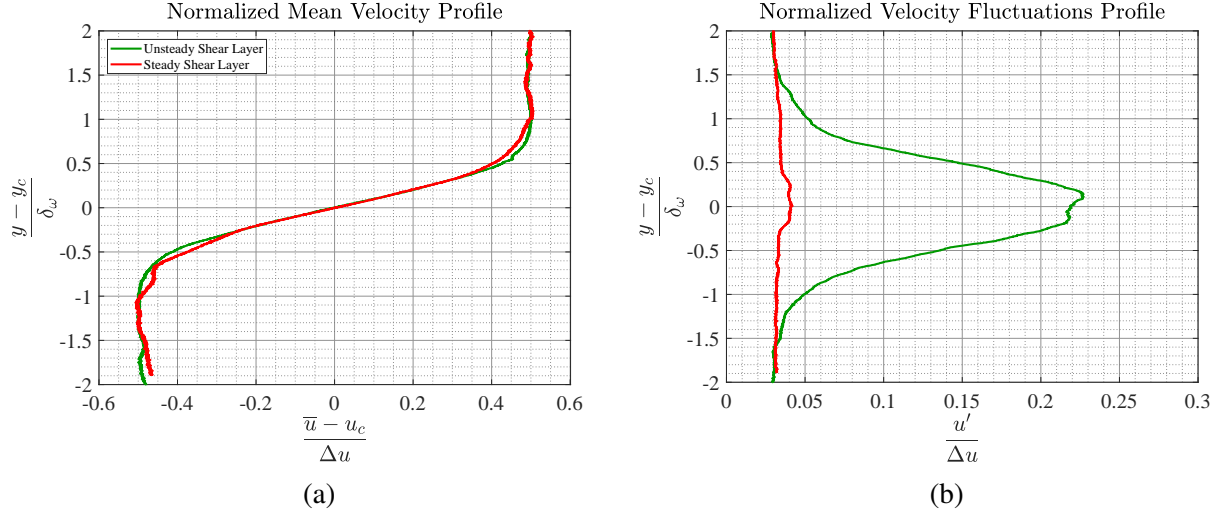 Normalized Mean Velocity Profile
Unsteady Shear Layer
Steady Shear Layer
2
1.5
1
0.5
0
-0.5
-1
-1.5
-2
y − y_c
δ_ω
-0.6 -0.4 -0.2 0 0.2 0.4 0.6
u̅ − u_c
Δu
(a)
Normalized Velocity Fluctuations Profile
2
1.5
1
0.5
0
-0.5
-1
-1.5
-2
y − y_c
δ_ω
0 0.05 0.1 0.15 0.2 0.25 0.3
u′
Δu
(b)